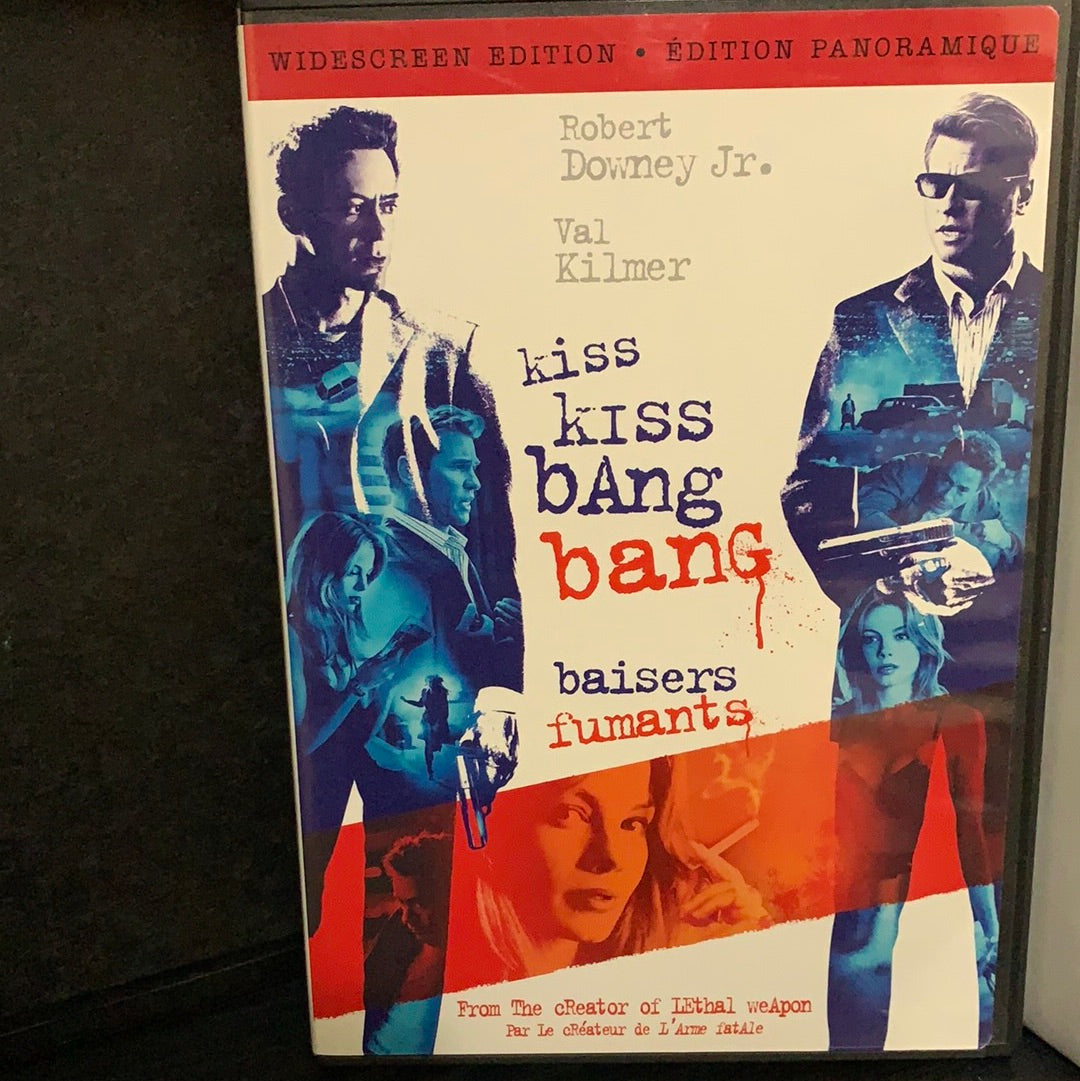 WIDESCREEN EDITION • ÉDITION PANORAMIQUE
Robert
Downey Jr.
Val
Kilmer
kiss
kiss
bAng
banG
baisers
fumants
From The cReator of LEthal weApon
Par Le cRéateur de L'Arme fatAle